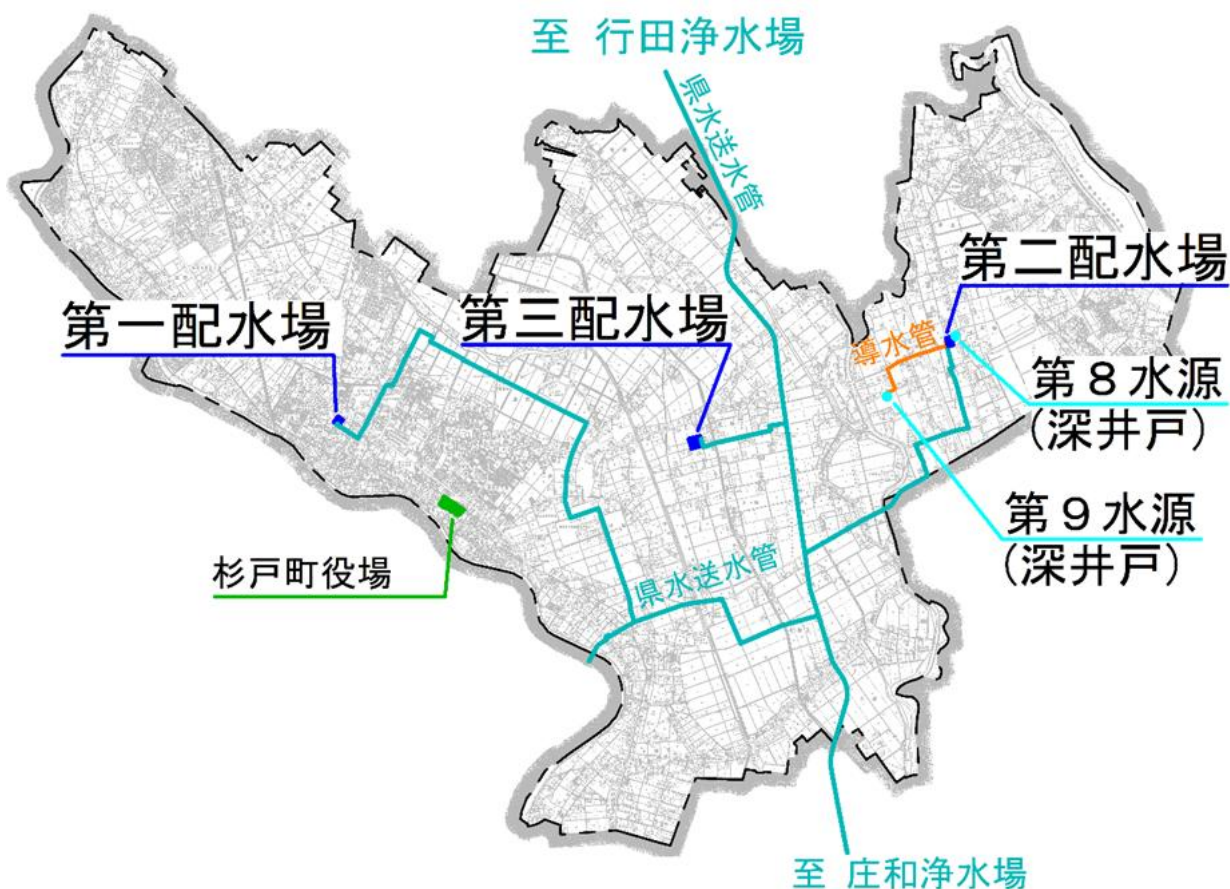 至 行田浄水場
県水送水管
第二配水場
第一配水場
第三配水場
導水管
第８水源
(深井戸)
第９水源
(深井戸)
杉戸町役場
県水送水管
至 庄和浄水場